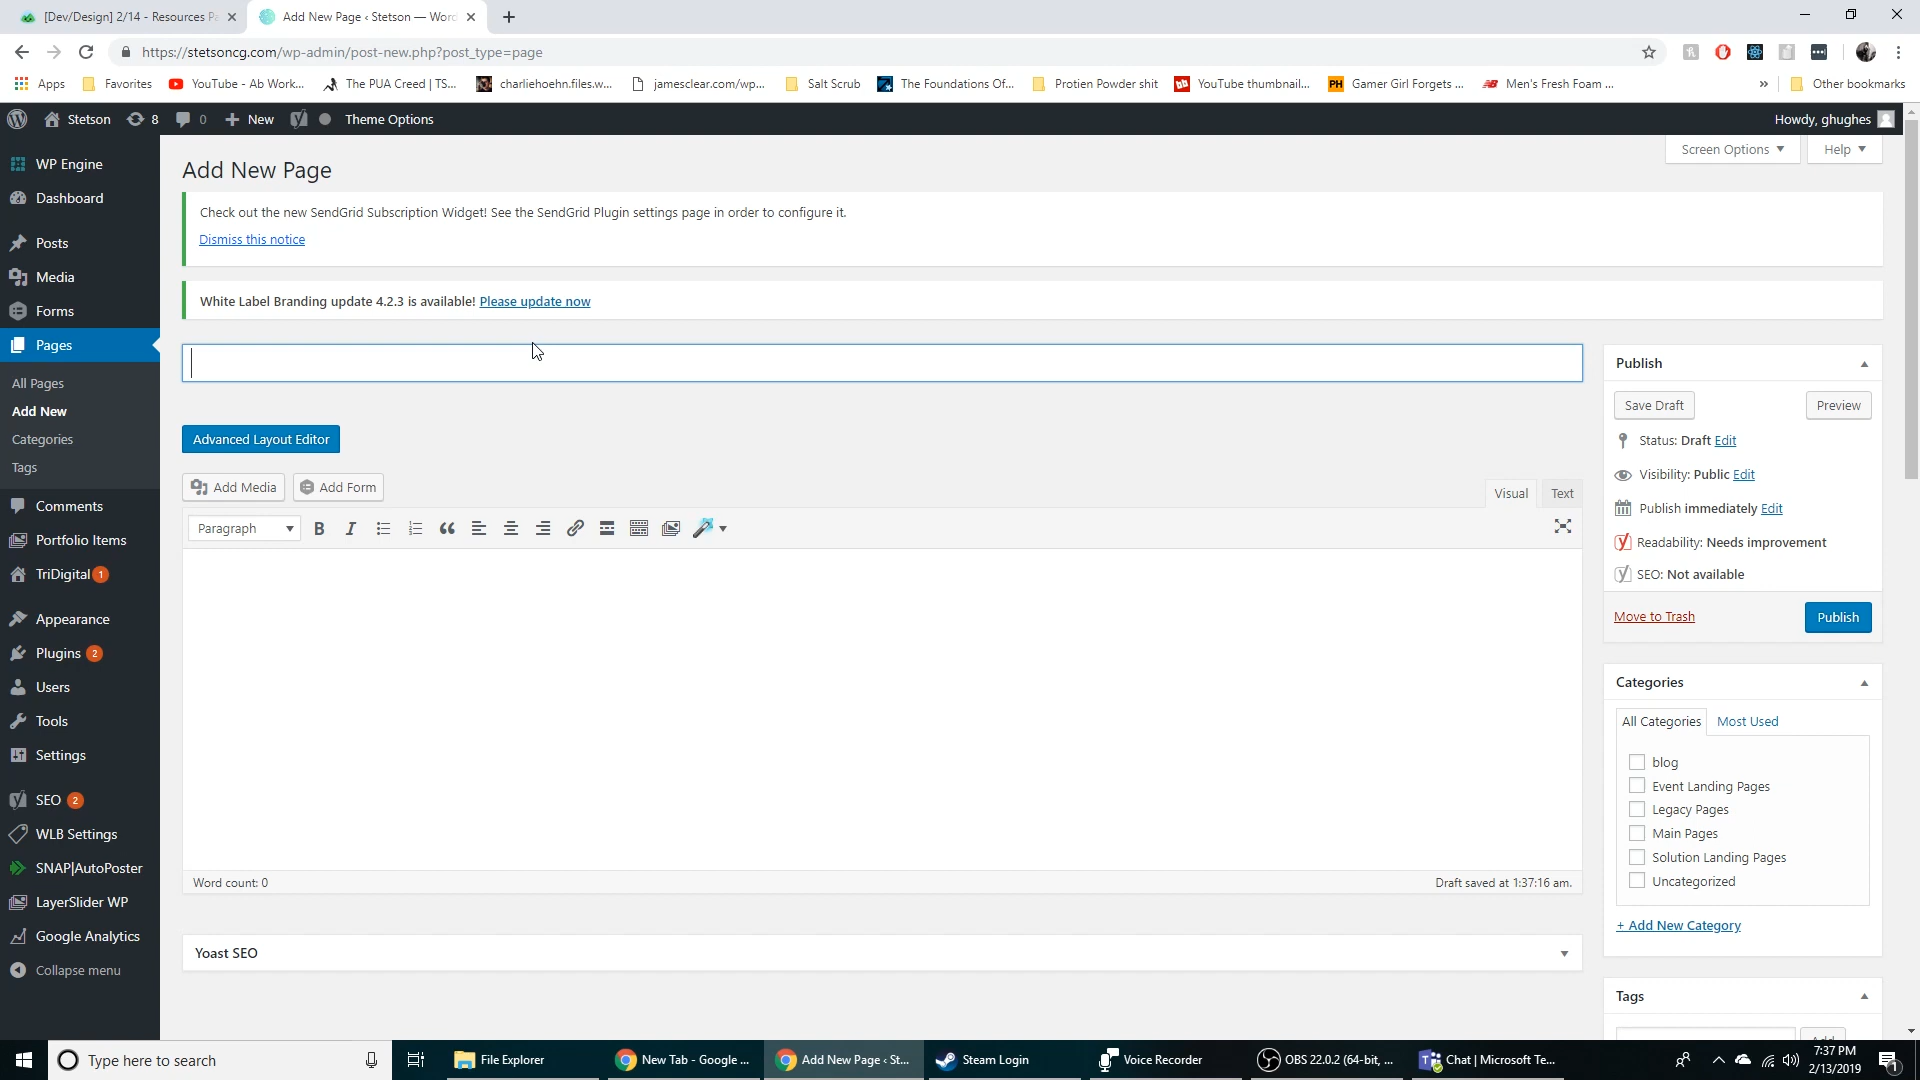 [Dev/Design] 2/14 - Resources Pa
Add New Page ‹ Stetson — Word
https://stetsoncg.com/wp-admin/post-new.php?post_type=page
Apps
Favorites
YouTube - Ab Work...
The PUA Creed | TS...
charliehoehn.files.w...
jamesclear.com/wp...
Salt Scrub
The Foundations Of...
Protien Powder shit
YouTube thumbnail...
PH Gamer Girl Forgets ...
Men's Fresh Foam ...
»
Other bookmarks
Stetson
8
0
New
Theme Options
Howdy, ghughes
WP Engine
Dashboard
Posts
Media
Forms
Pages
All Pages
Add New
Categories
Tags
Comments
Portfolio Items
TriDigital 1
Appearance
Plugins 2
Users
Tools
Settings
SEO 2
WLB Settings
SNAP|AutoPoster
LayerSlider WP
Google Analytics
Collapse menu
Add New Page
Screen Options
Help
Check out the new SendGrid Subscription Widget! See the SendGrid Plugin settings page in order to configure it.
Dismiss this notice
White Label Branding update 4.2.3 is available! Please update now
Advanced Layout Editor
Add Media
Add Form
Visual
Text
Paragraph
B I
Word count: 0
Draft saved at 1:37:16 am.
Yoast SEO
Publish
Save Draft
Preview
Status: Draft Edit
Visibility: Public Edit
Publish immediately Edit
Readability: Needs improvement
SEO: Not available
Move to Trash
Publish
Categories
All Categories
Most Used
blog
Event Landing Pages
Legacy Pages
Main Pages
Solution Landing Pages
Uncategorized
+ Add New Category
Tags
Type here to search
File Explorer
New Tab - Google ...
Add New Page ‹ St...
Steam Login
Voice Recorder
OBS 22.0.2 (64-bit, ...
Chat | Microsoft Te...
7:37 PM
2/13/2019
1